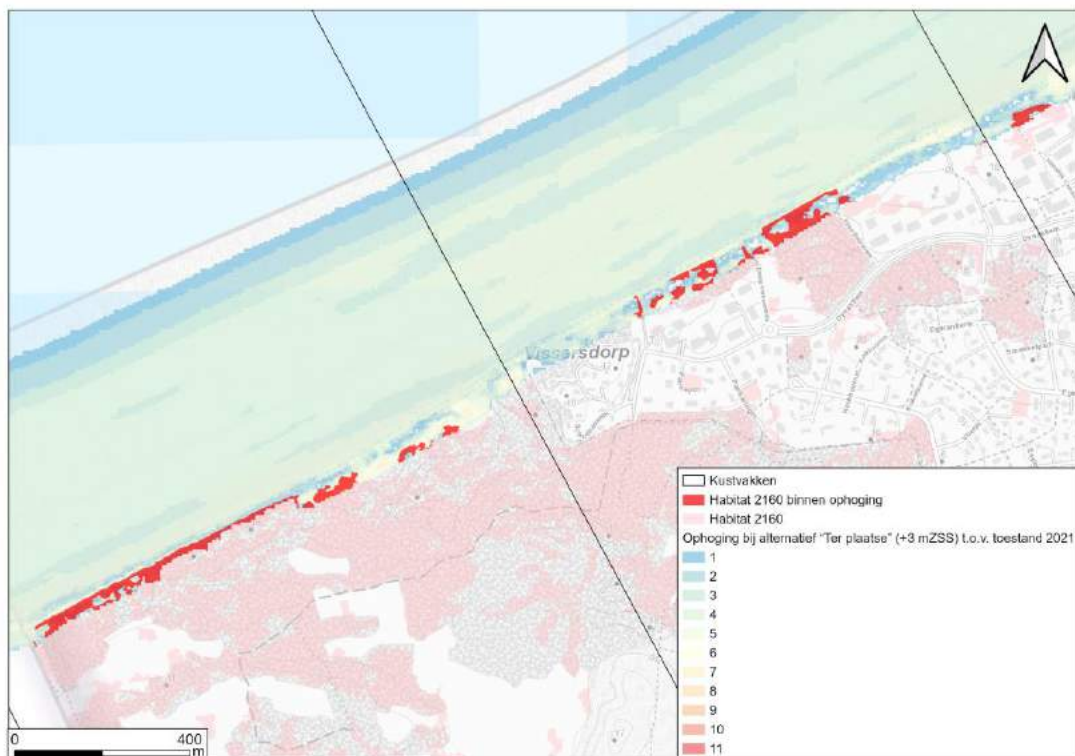 Vissersdorp
Kustvakken
Habitat 2160 binnen ophoging
Habitat 2160
Ophoging bij alternatief "Ter plaatse" (+3 mZSS) t.o.v. toestand 2021
1
2
3
4
5
6
7
8
9
10
11
0 400
m